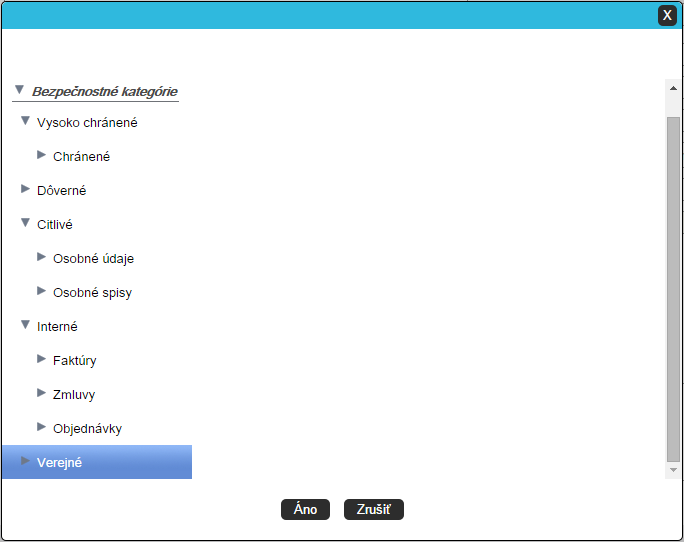 X
Bezpečnostné kategórie
Vysoko chránené
Chránené
Dôverné
Citlivé
Osobné údaje
Osobné spisy
Interné
Faktúry
Zmluvy
Objednávky
Verejné
Áno Zrušiť